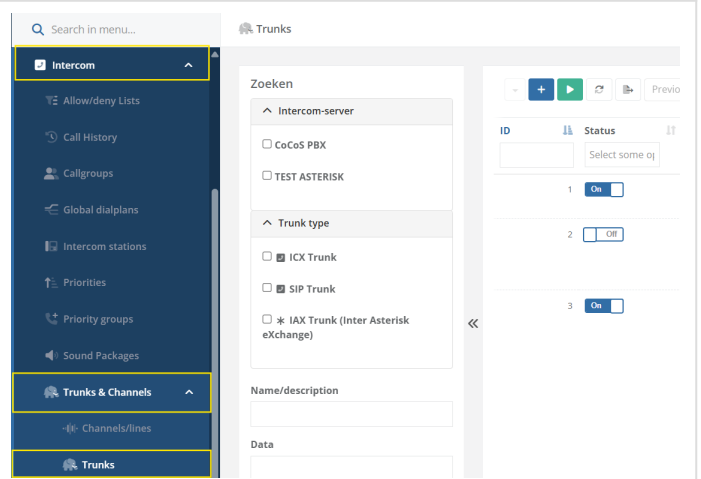 Search in menu...
Trunks
Intercom
Allow/deny Lists
Call History
Callgroups
Global dialplans
Intercom stations
Priorities
Priority groups
Sound Packages
Trunks & Channels
Channels/lines
Trunks
Zoeken
Intercom-server
CoCoS PBX
TEST ASTERISK
Trunk type
ICX Trunk
SIP Trunk
IAX Trunk (Inter Asterisk
eXchange)
Name/description
Data
Previo
ID Status
Select some o
1 On
2 Off
3 On